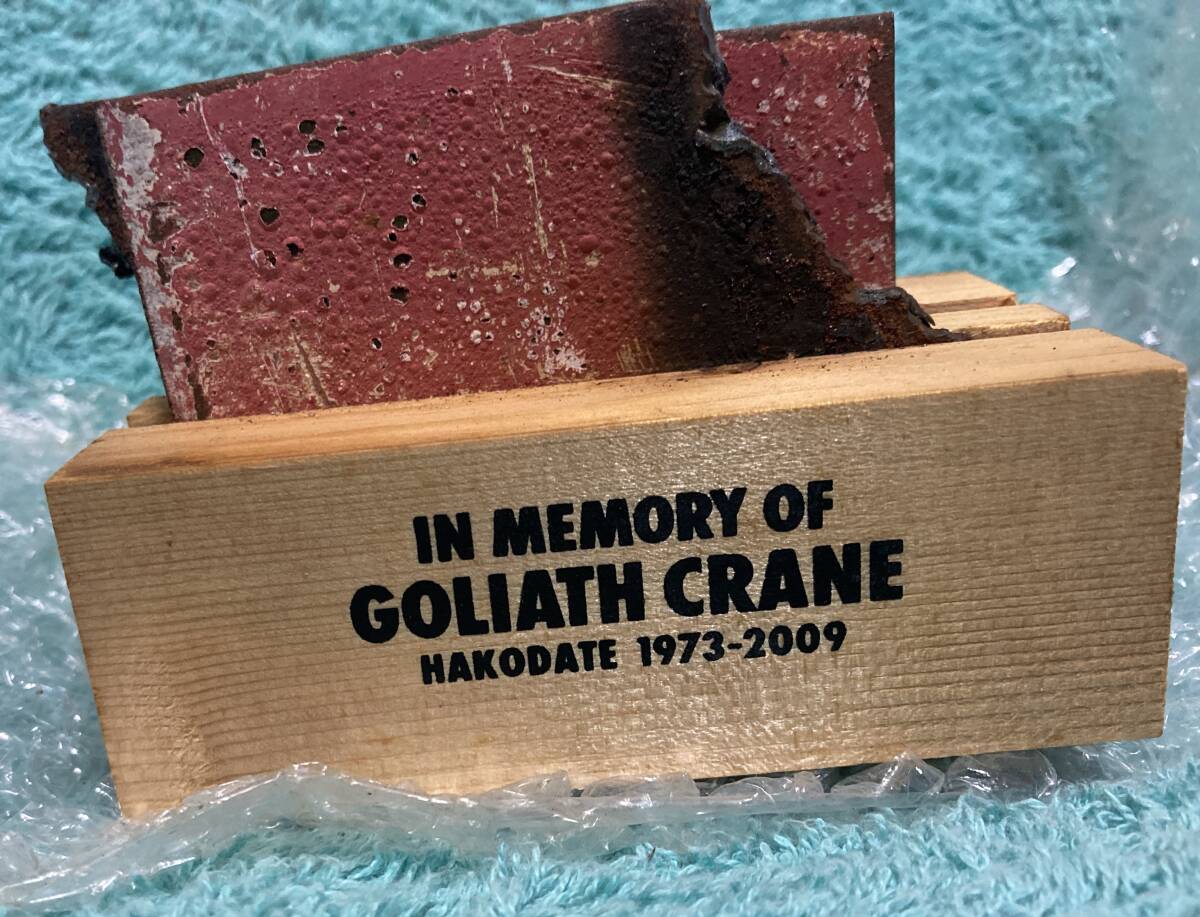 IN MEMORY OF
GOLIATH CRANE
HAKODATE 1973-2009